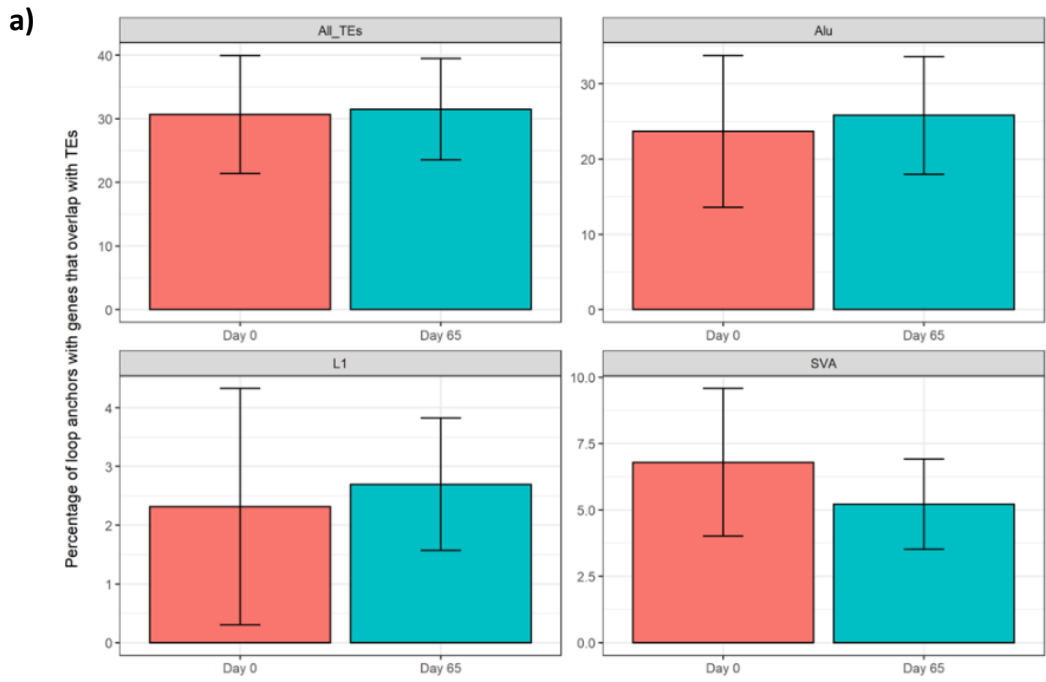 a)
Percentage of loop anchors with genes that overlap with TEs
All_TEs
40
30
20
10
0
Day 0 Day 65
Alu
30
20
10
0
Day 0 Day 65
L1
4
3
2
1
0
Day 0 Day 65
SVA
10.0
7.5
5.0
2.5
0.0
Day 0 Day 65